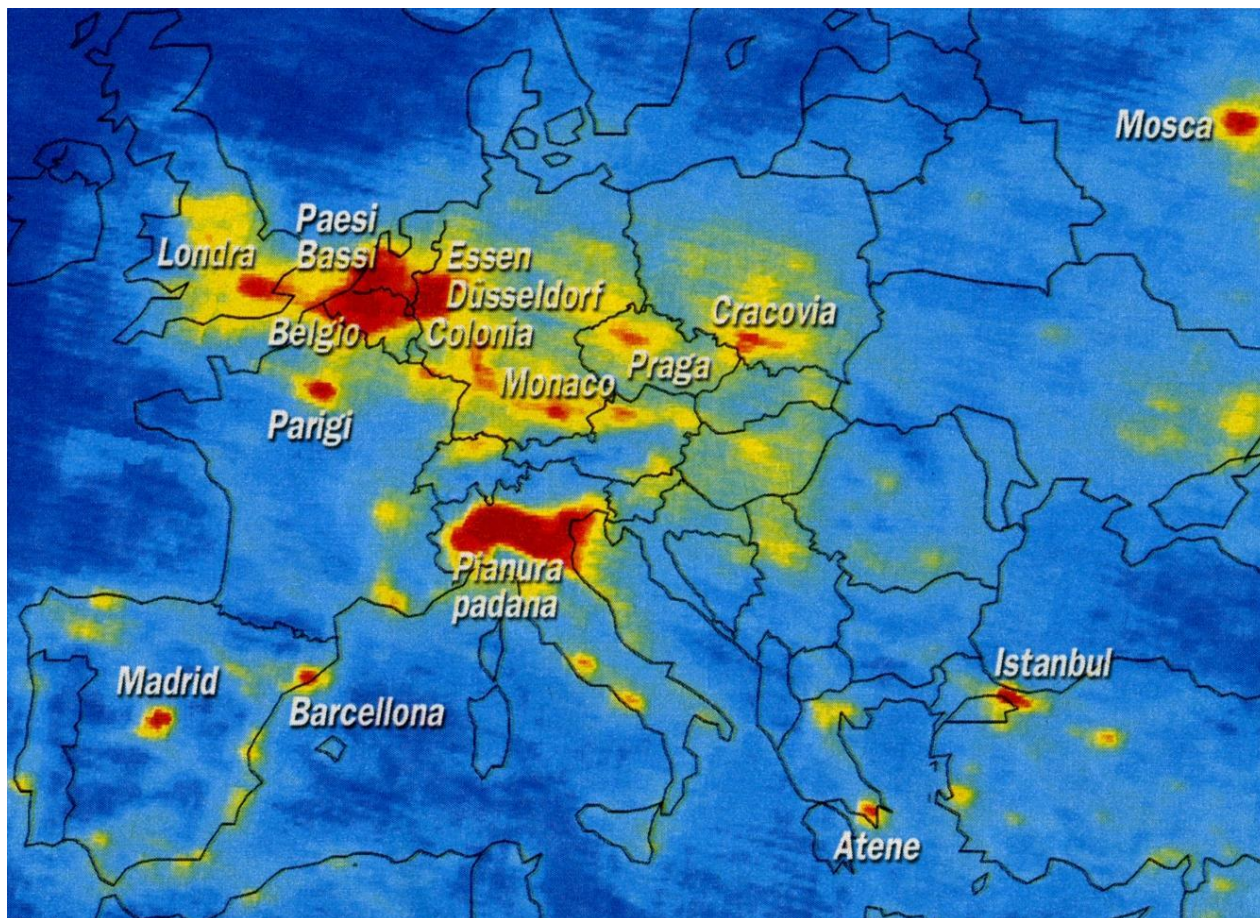 Mosca
Paesi
Bassi
Londra
Essen
Düsseldorf
Colonia
Belgio
Cracovia
Praga
Monaco
Parigi
Pianura
padana
Madrid
Barcellona
Istanbul
Atene